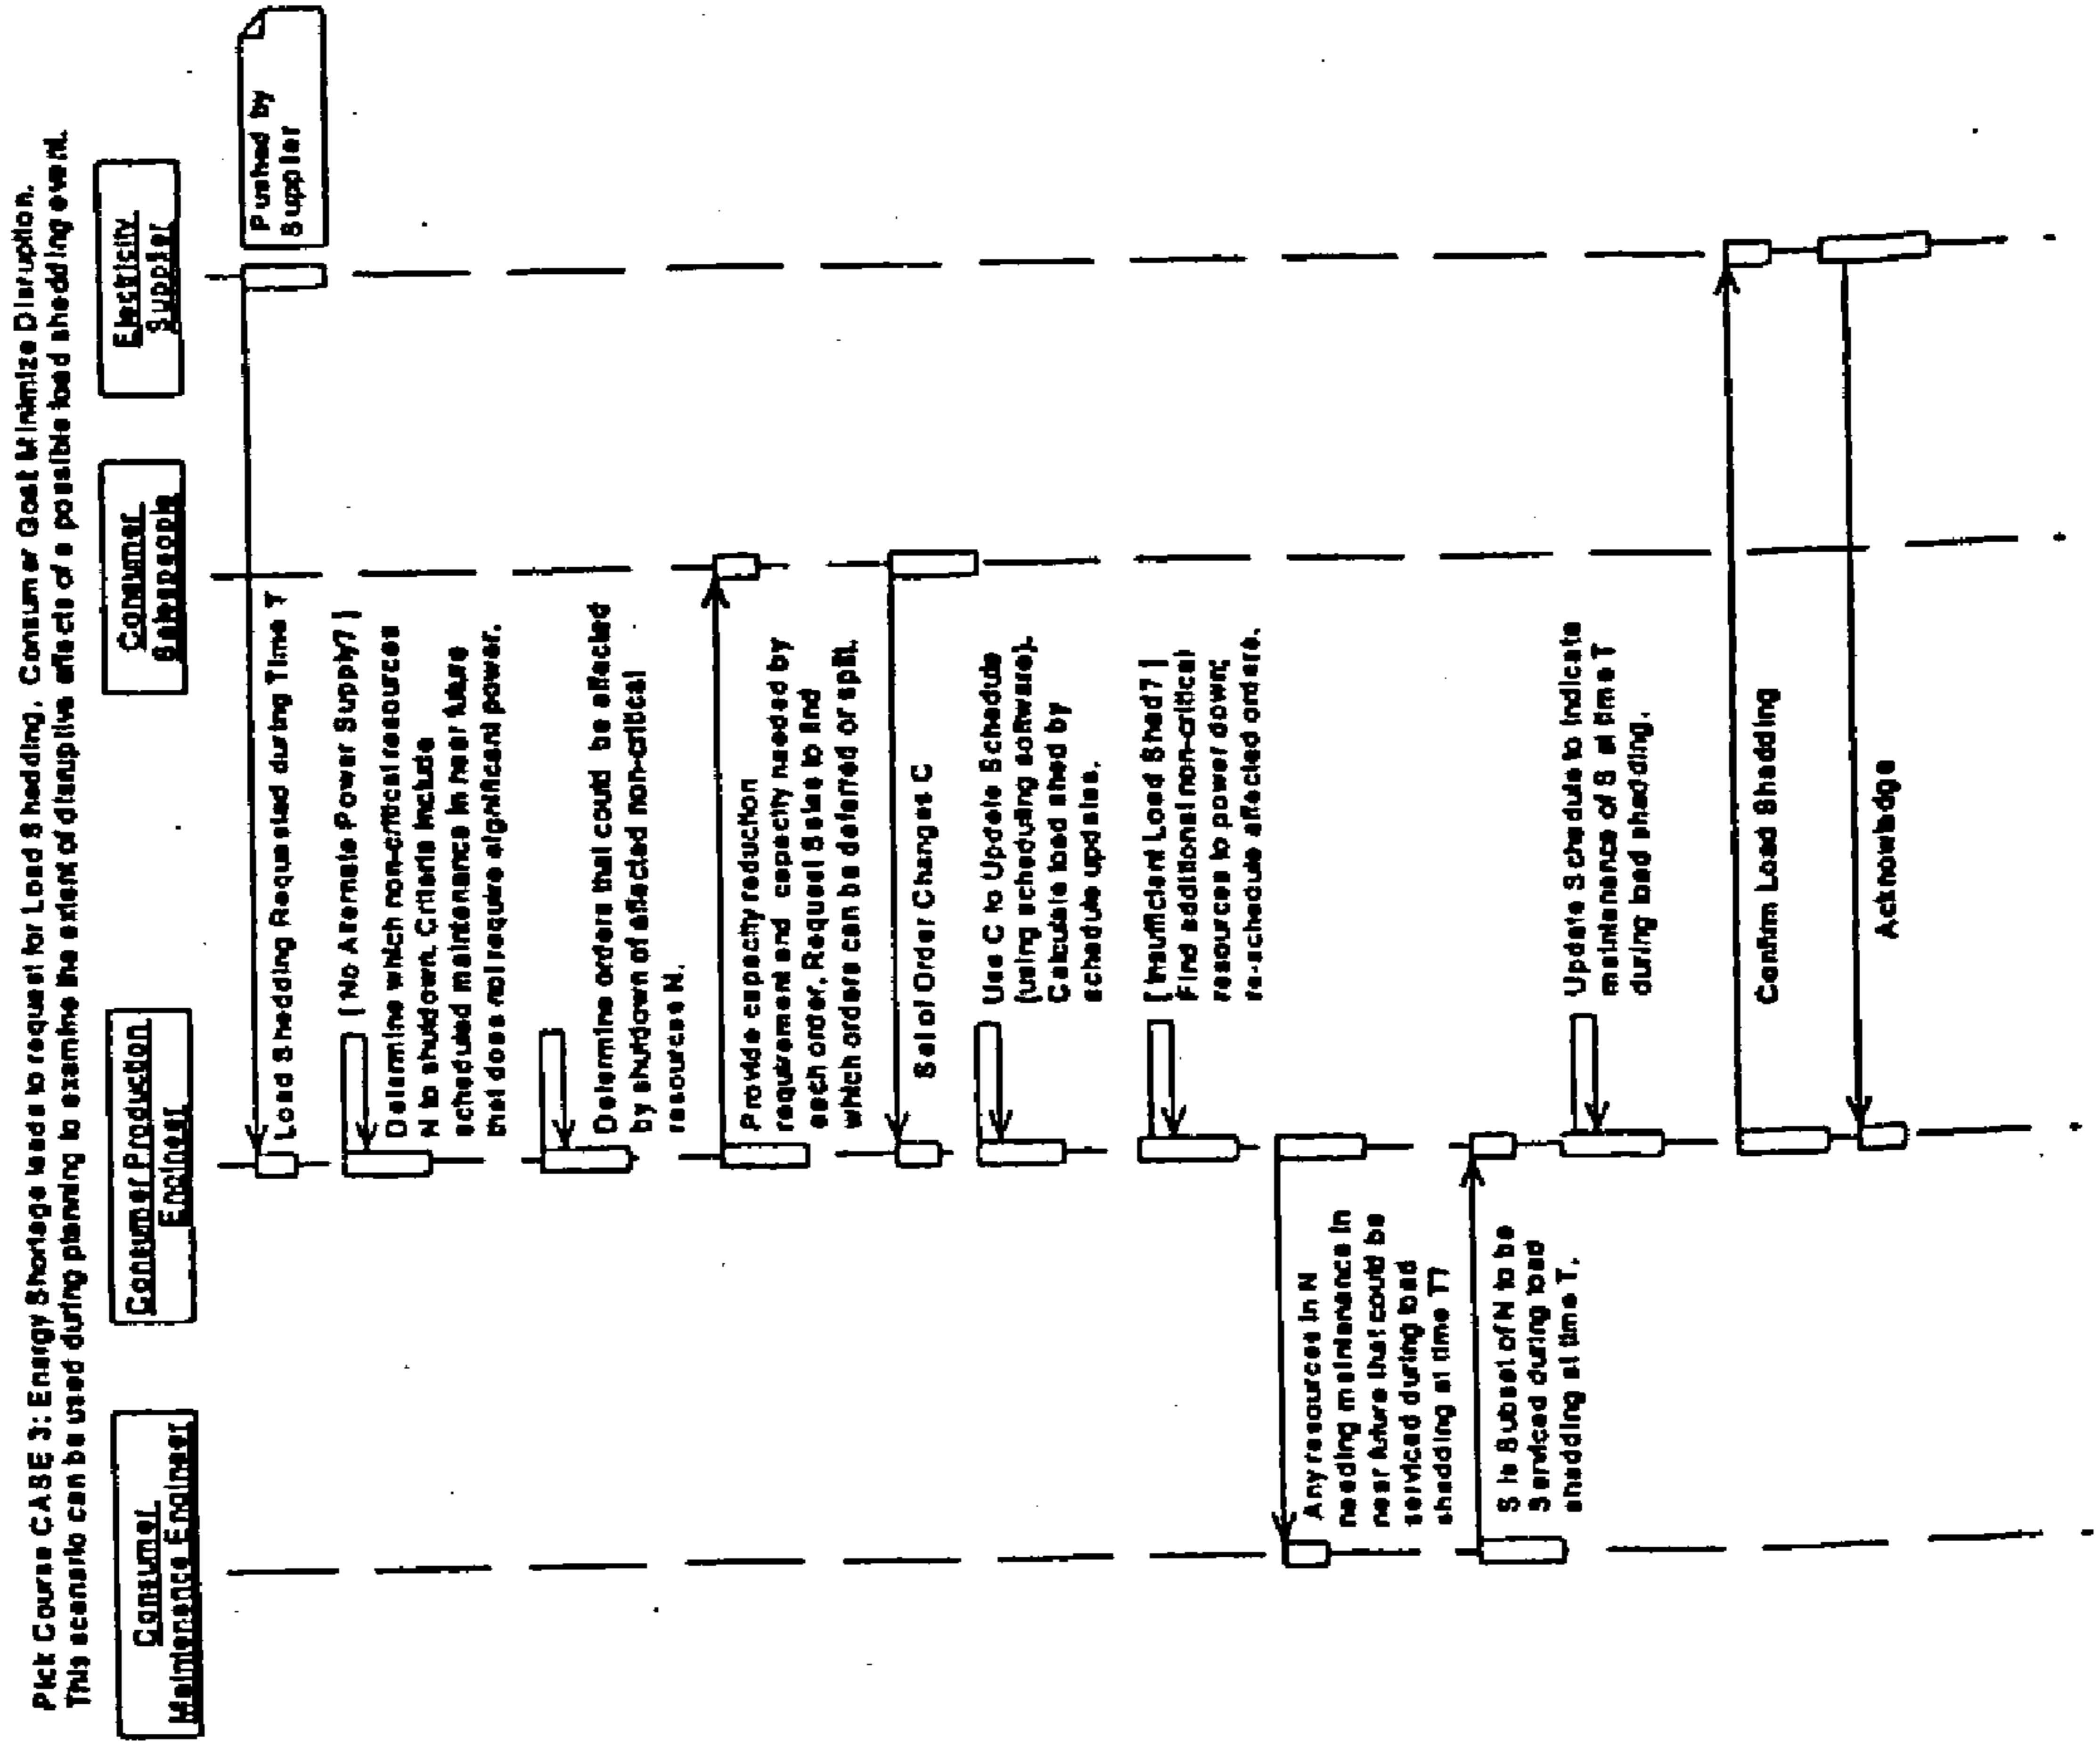 Pick Course CASE 3: Energy Shortage leads to request for Load Shedding. Consumer Goal: Minimize Disruption.
This scenario can be used during planning to examine the extent of disruptive affects of a possible load shedding event.
Consumer
Maintenance Engineer
Consumer Production
Engineer
Consumer
Salespeople
Electricity
Supplier
Pushed by
Supplier
Load Shedding Requested during Time T
[ No Alternate Power Supply? ]
Determine which non-critical resources
N to shutdown. Criteria include
scheduled maintenance in near future
that does not require significant power.
Determine orders that could be affected
by shutdown of affected non-critical
resources N.
Provide capacity reduction
requirement and capacity needed by
each order. Request Sales to find
which orders can be deferred or split.
Set of Order Changes C
Use C to Update Schedule
(using scheduling software).
Calculate load shed by
schedule updates.
[ Insufficient Load Shed? ]
Find additional non-critical
resources to power down;
re-schedule affected orders.
Any resources in N
needing maintenance in
near future that could be
serviced during load
shedding at time T?
S is Subset of N to be
Serviced during load
shedding at time T.
Update Schedule to indicate
maintenance of S at time T
during load shedding.
Confirm Load Shedding
Acknowledge